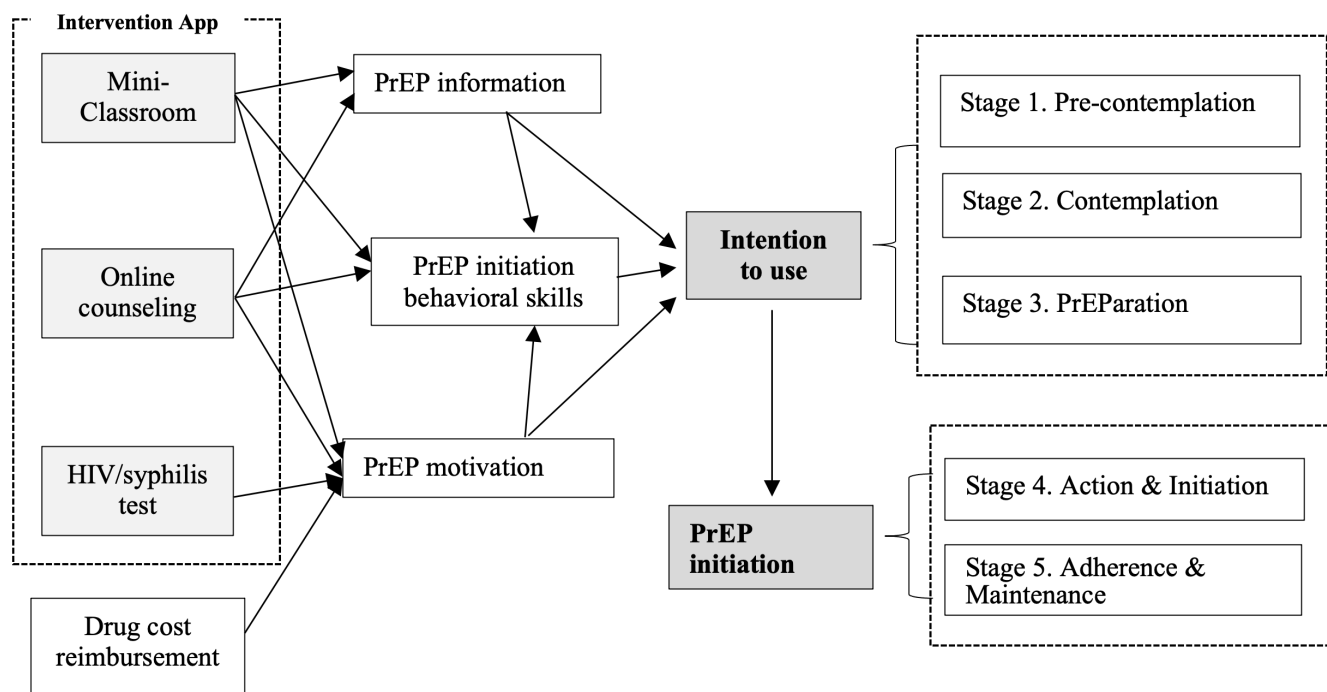 Intervention App
Mini-
Classroom
Online
counseling
HIV/syphilis
test
Drug cost
reimbursement
PrEP information
PrEP initiation
behavioral skills
PrEP motivation
Intention
to use
PrEP
initiation
Stage 1. Pre-contemplation
Stage 2. Contemplation
Stage 3. PrEParation
Stage 4. Action & Initiation
Stage 5. Adherence &
Maintenance